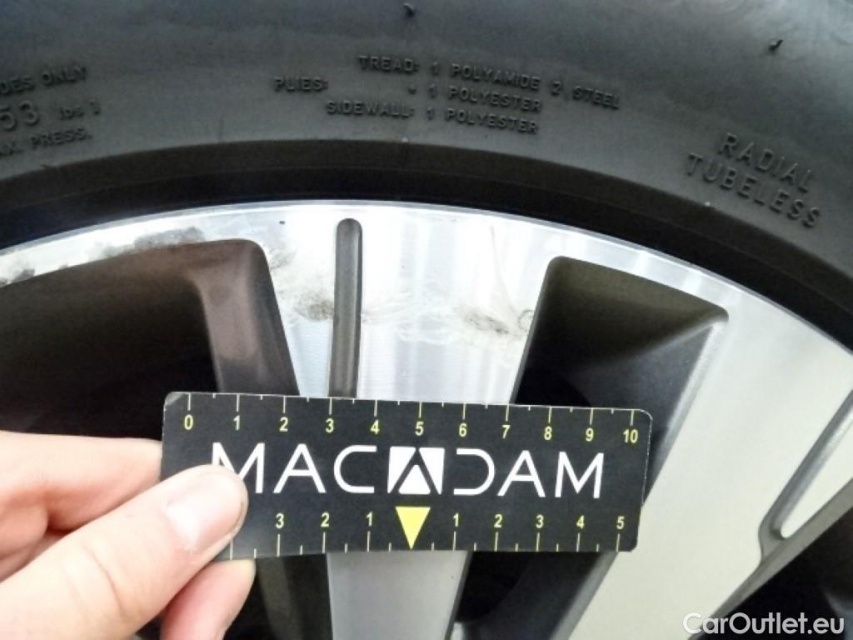 DES ONLY
53 lbs
X. PRESS.
PLIES:
TREAD: 1 POLYAMIDE 2 STEEL
+ 1 POLYESTER
SIDEWALL: 1 POLYESTER
RADIAL
TUBELESS
0 1 2 3 4 5 6 7 8 9 10
MACADAM
3 2 1 1 2 3 4 5
CarOutlet.eu